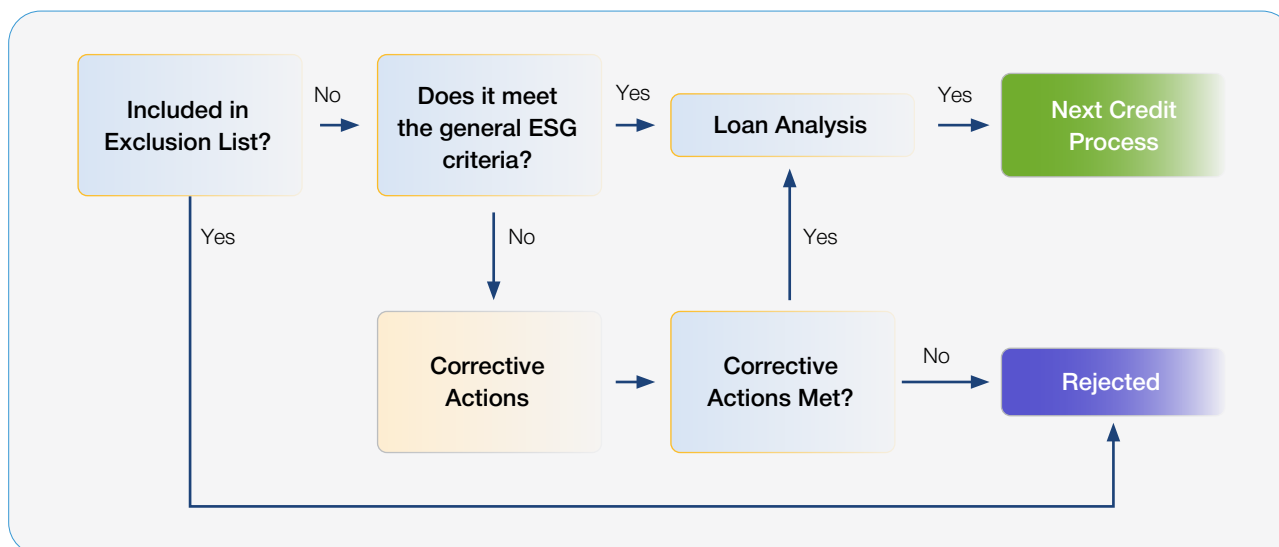 Included in
Exclusion List?
No
Does it meet
the general ESG
criteria?
Yes
Loan Analysis
Yes
Next Credit
Process
Yes
No
Yes
Corrective
Actions
Corrective
Actions Met?
No
Rejected